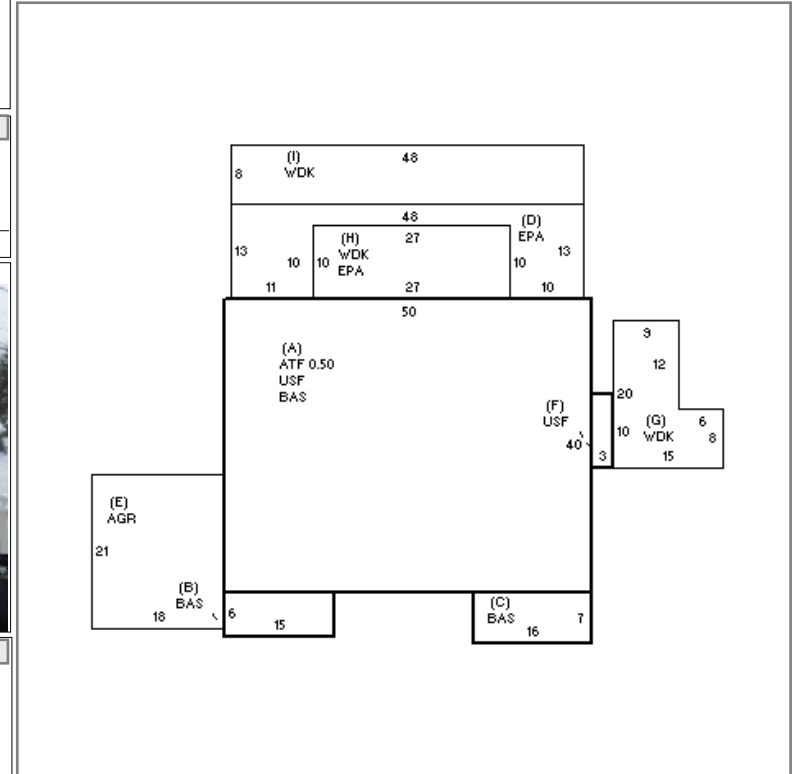 (I)
WDK
48
8
48
(D)
EPA
13
13
(H)
WDK
EPA
27
10
10
10
11
27
10
50
(A)
ATF 0.50
USF
BAS
9
12
20
(F)
USF
40
10
(G)
WDK
6
8
3
15
(E)
AGR
21
18
(B)
BAS
6
15
(C)
BAS
7
16